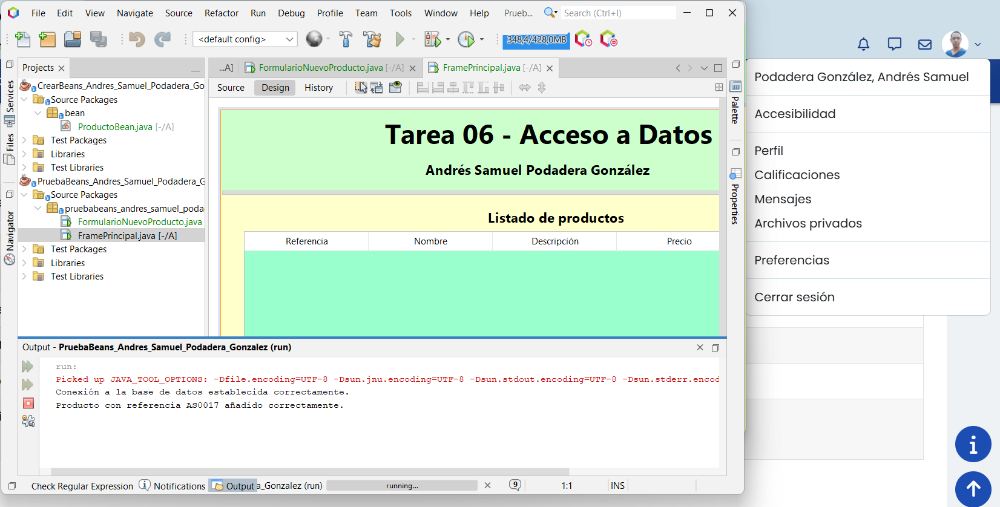 File Edit View Navigate Source Refactor Run Debug Profile Team Tools Window Help Prueb... Search (Ctrl+I)
<default config> 348,4/428,0MB
Projects
...A] FormularioNuevoProducto.java [-/A] FramePrincipal.java [-/A]
Source Design History
Services
Files
Navigator
CrearBeans_Andres_Samuel_Podadera_Go
Source Packages
bean
ProductoBean.java [-/A]
Test Packages
Libraries
Test Libraries
PruebaBeans_Andres_Samuel_Podadera_G
Source Packages
pruebabeans_andres_samuel_poda
FormularioNuevoProducto.java
FramePrincipal.java [-/A]
Test Packages
Libraries
Test Libraries
Tarea 06 - Acceso a Datos
Andrés Samuel Podadera González
Listado de productos
Referencia Nombre Descripción Precio
Palette
Properties
Output - PruebaBeans_Andres_Samuel_Podadera_Gonzalez (run)
run:
Picked up JAVA_TOOL_OPTIONS: -Dfile.encoding=UTF-8 -Dsun.jnu.encoding=UTF-8 -Dsun.stdout.encoding=UTF-8 -Dsun.stderr.encod
Conexión a la base de datos establecida correctamente.
Producto con referencia AS0017 añadido correctamente.
Check Regular Expression Notifications Output a_Gonzalez (run) running... 9 1:1 INS
Podadera González, Andrés Samuel
Accesibilidad
Perfil
Calificaciones
Mensajes
Archivos privados
Preferencias
Cerrar sesión